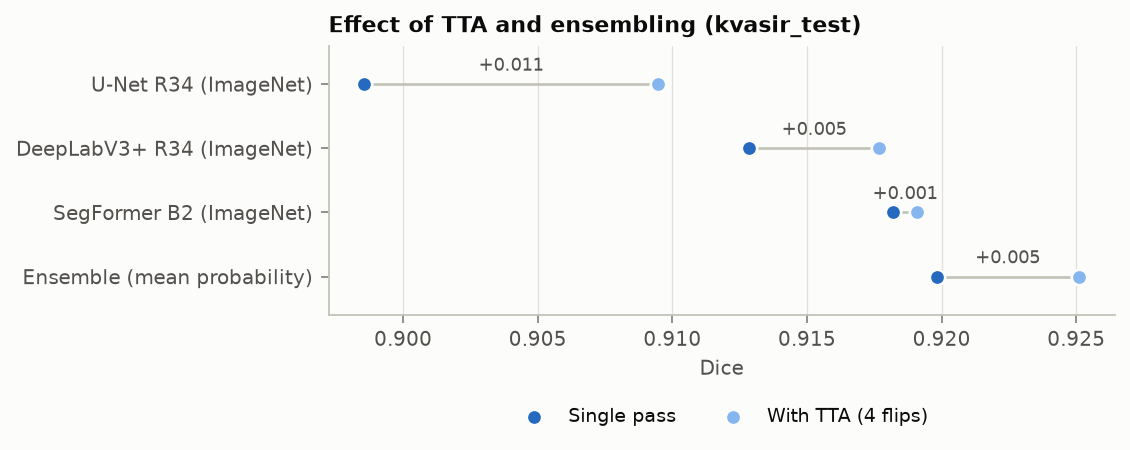 Effect of TTA and ensembling (kvasir_test)
U-Net R34 (ImageNet)
+0.011
DeepLabV3+ R34 (ImageNet)
+0.005
SegFormer B2 (ImageNet)
+0.001
Ensemble (mean probability)
+0.005
0.900 0.905 0.910 0.915 0.920 0.925
Dice
Single pass With TTA (4 flips)